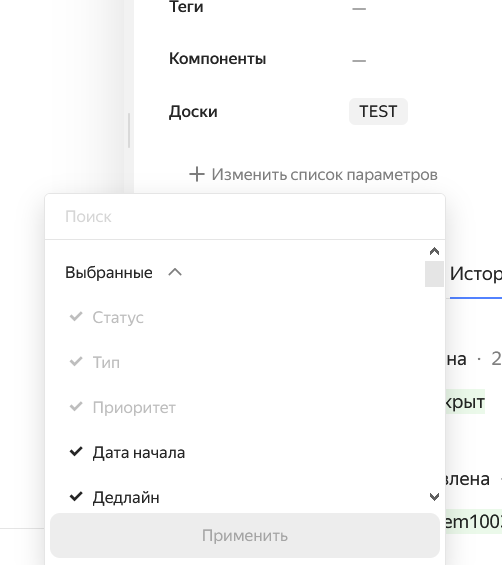 Теги —
Компоненты —
Доски TEST
+ Изменить список параметров
Поиск
Выбранные
Истор
Статус
Тип
на · 2
Приоритет
крыт
Дата начала
влена
Дедлайн
em100
Применить